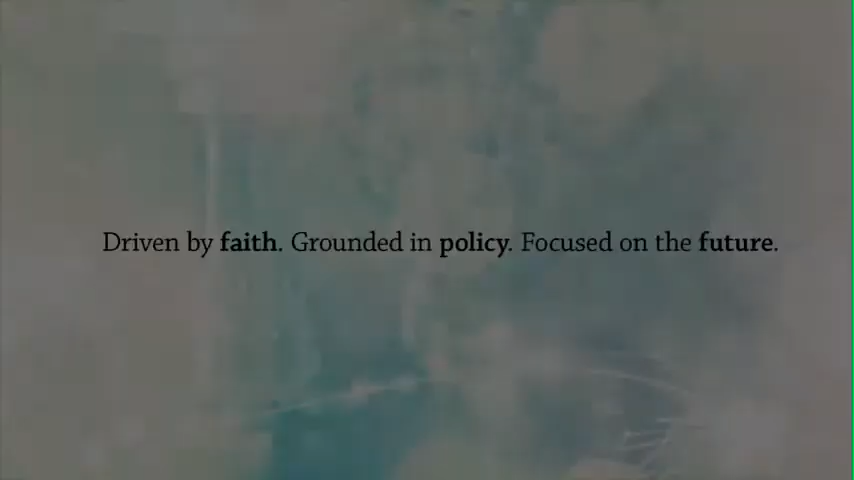 Driven by faith. Grounded in policy. Focused on the future.